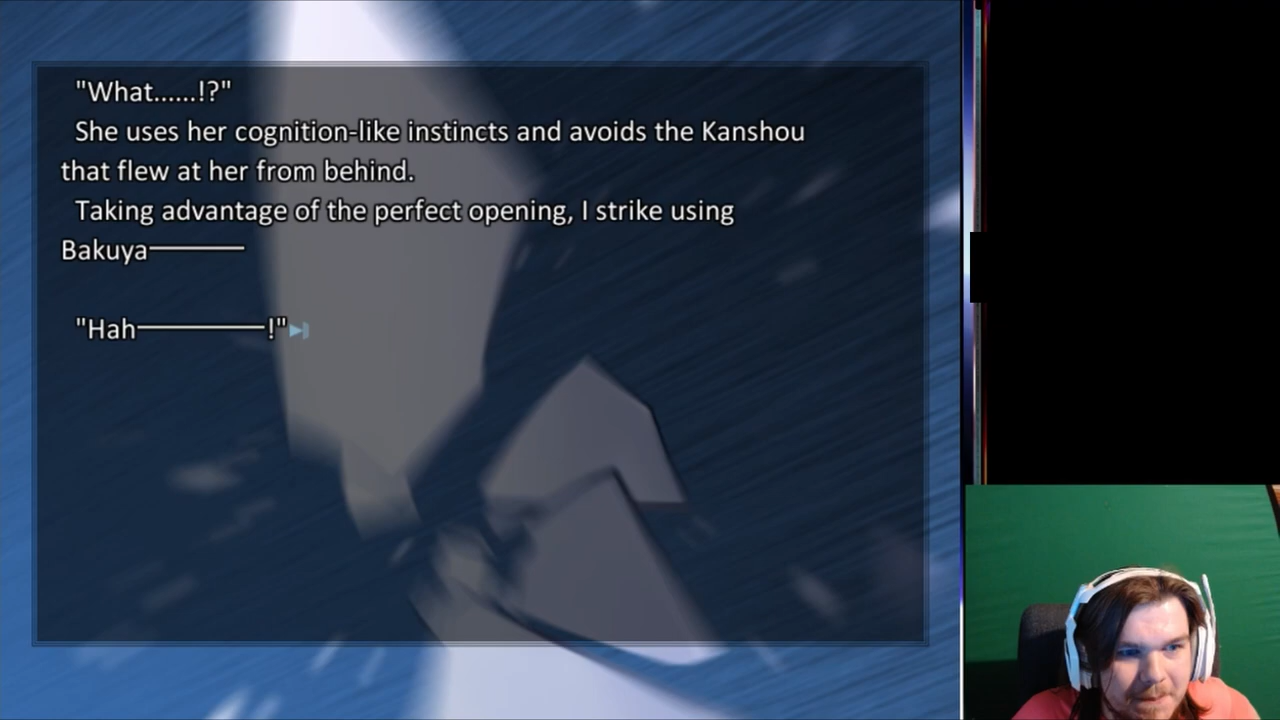 "What......!?"
She uses her cognition-like instincts and avoids the Kanshou
that flew at her from behind.
Taking advantage of the perfect opening, I strike using
Bakuya―――
"Hah――――!"